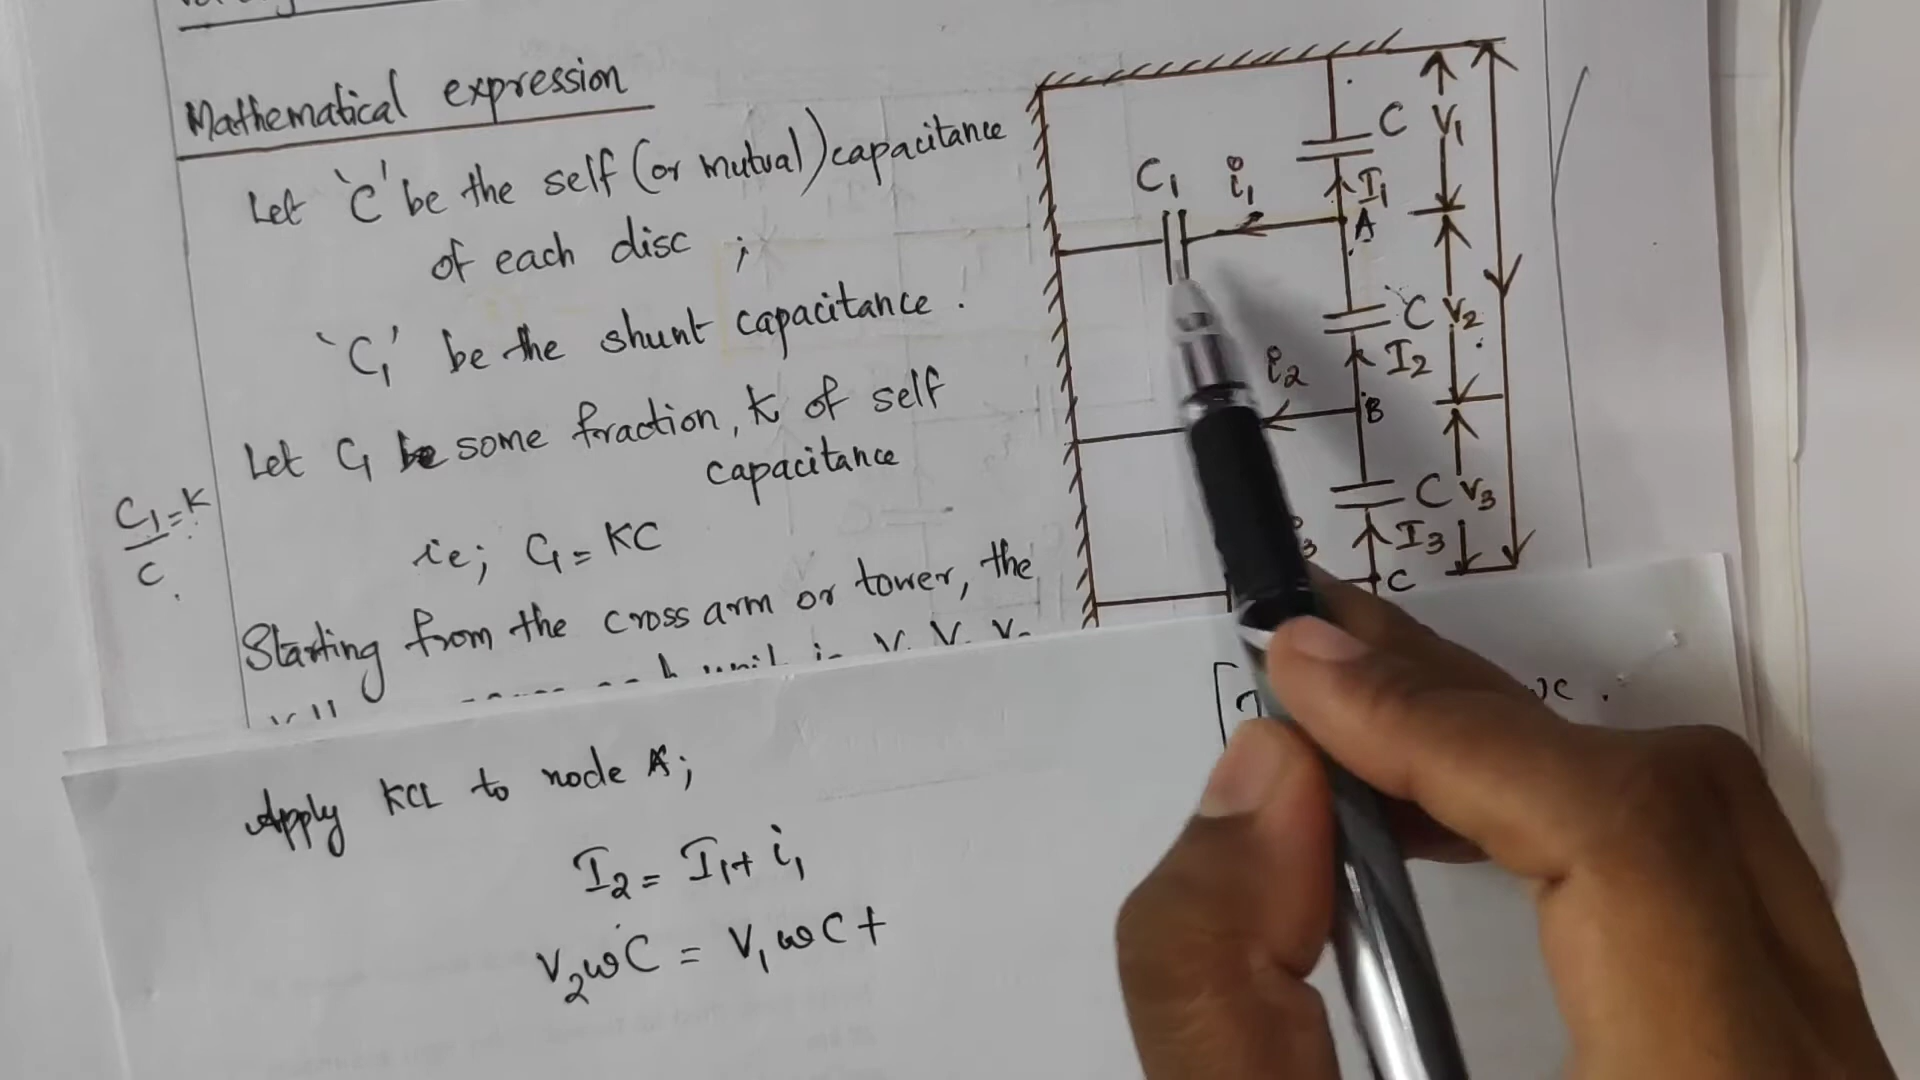 Mathematical expression
Let 'C' be the self (or mutual) capacitance
of each disc ;
'C₁' be the shunt capacitance .
Let C₁ be some fraction, K of self
capacitance
ie; C₁ = KC
C₁ = K
C
Starting from the cross arm or tower, the
Apply KCL to node A;
I₂ = I₁ + i₁
V₂ωC = V₁ωC +
C V₁
C₁ i₁ I₁
A
C V₂
i₂ I₂
B
C V₃
3 I₃
C